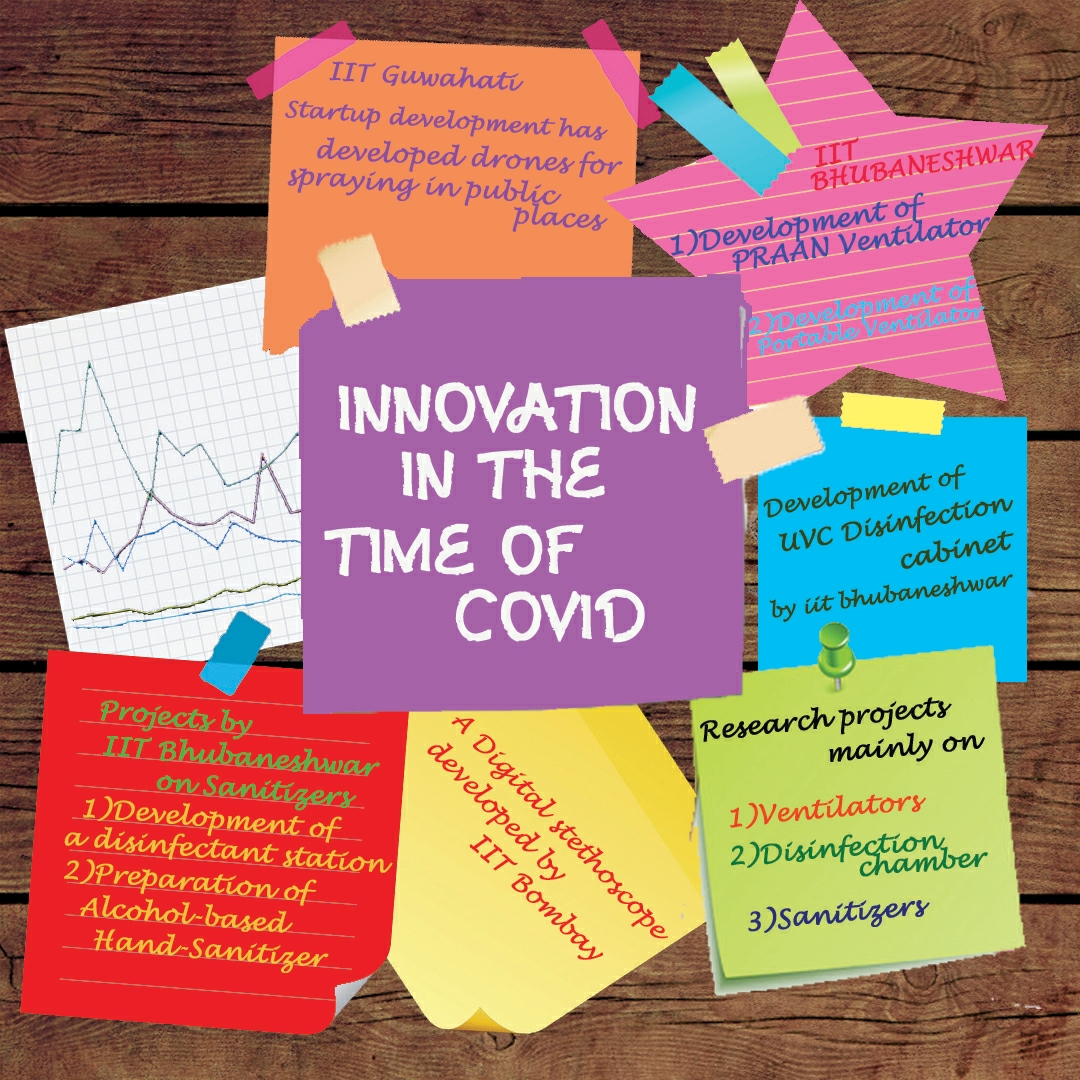 IIT Guwahati
Startup development has
developed drones for
spraying in public
places
IIT
BHUBANESHWAR
1)Development of
PRAAN Ventilator
2)Development of
Portable Ventilator
INNOVATION
IN THE
TIME OF
COVID
Development of
UVC Disinfection
cabinet
by iit bhubaneshwar
Projects by
IIT Bhubaneshwar
on Sanitizers
1)Development of
a disinfectant station
2)Preparation of
Alcohol-based
Hand-Sanitizer
A Digital stethoscope
developed by
IIT Bombay
Research projects
mainly on
1)Ventilators
2)Disinfection
chamber
3)Sanitizers